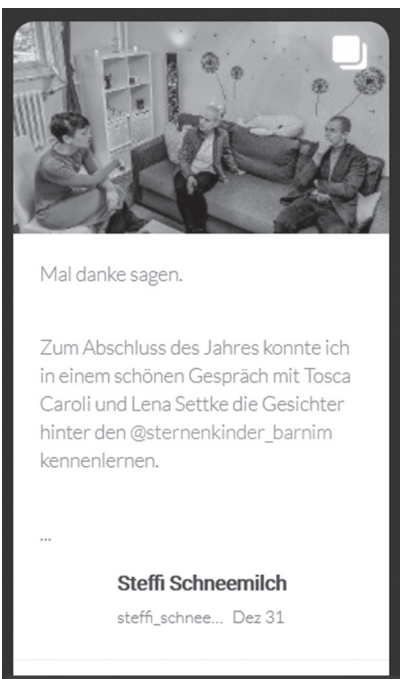 Mal danke sagen.
Zum Abschluss des Jahres konnte ich
in einem schönen Gespräch mit Tosca
Caroli und Lena Settke die Gesichter
hinter den @sternenkinder_barnim
kennenlernen.
...
Steffi Schneemilch
steffi_schnee... Dez 31